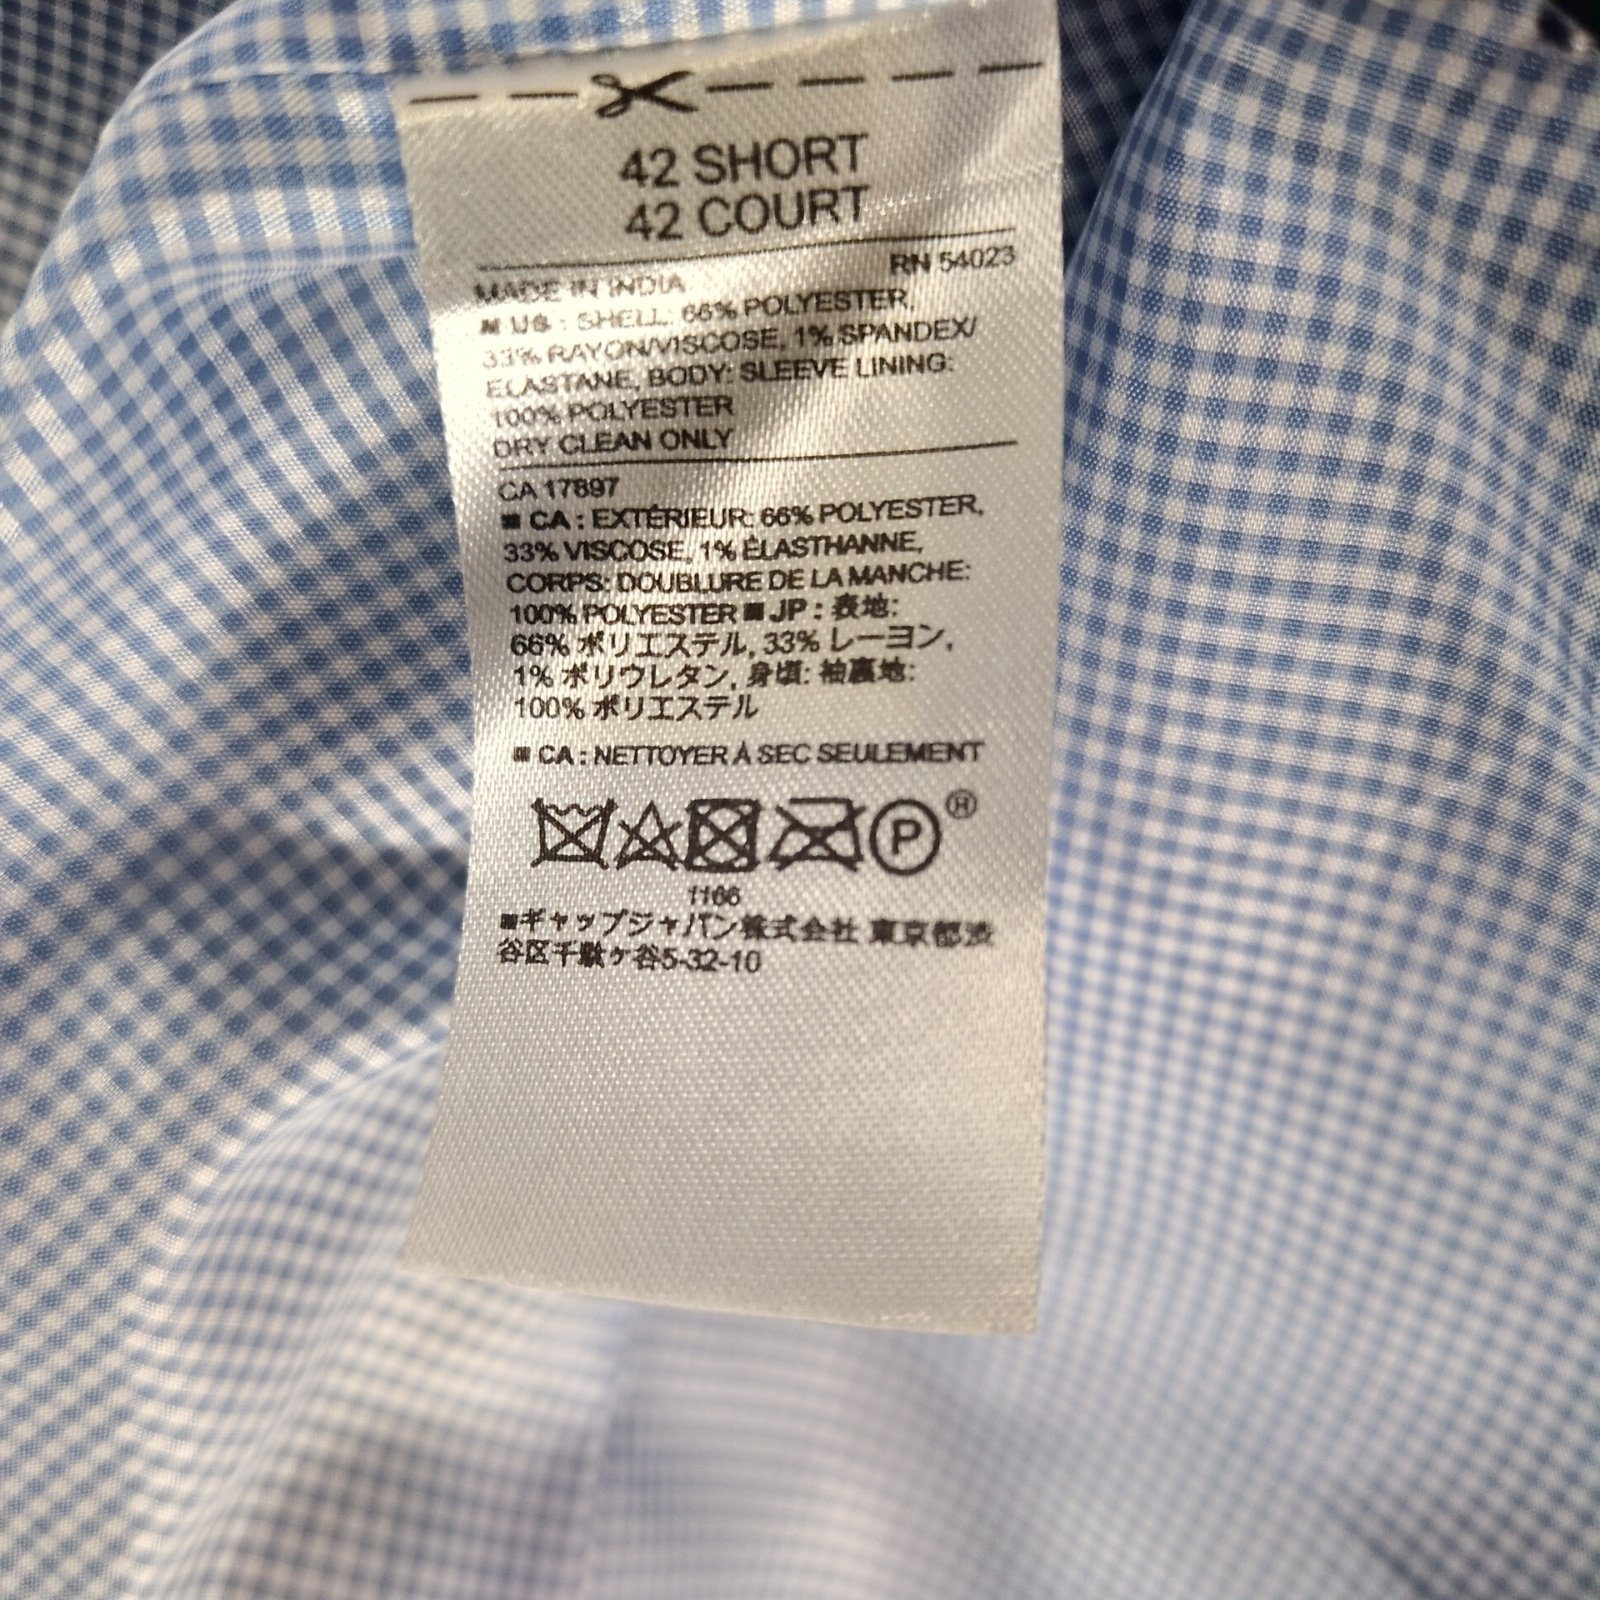 42 SHORT
42 COURT
RN 54023
MADE IN INDIA
■ US : SHELL: 66% POLYESTER,
33% RAYON/VISCOSE, 1% SPANDEX/
ELASTANE, BODY: SLEEVE LINING:
100% POLYESTER
DRY CLEAN ONLY
CA 17897
■ CA : EXTÉRIEUR: 66% POLYESTER,
33% VISCOSE, 1% ÉLASTHANNE,
CORPS: DOUBLURE DE LA MANCHE:
100% POLYESTER ■ JP : 表地:
66% ポリエステル, 33% レーヨン,
1% ポリウレタン, 身頃: 袖裏地:
100% ポリエステル
■ CA : NETTOYER À SEC SEULEMENT
P ®
1166
■ギャップジャパン株式会社 東京都渋
谷区千駄ヶ谷5-32-10